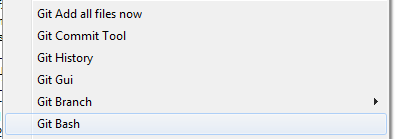 Git Add all files now
Git Commit Tool
Git History
Git Gui
Git Branch
Git Bash